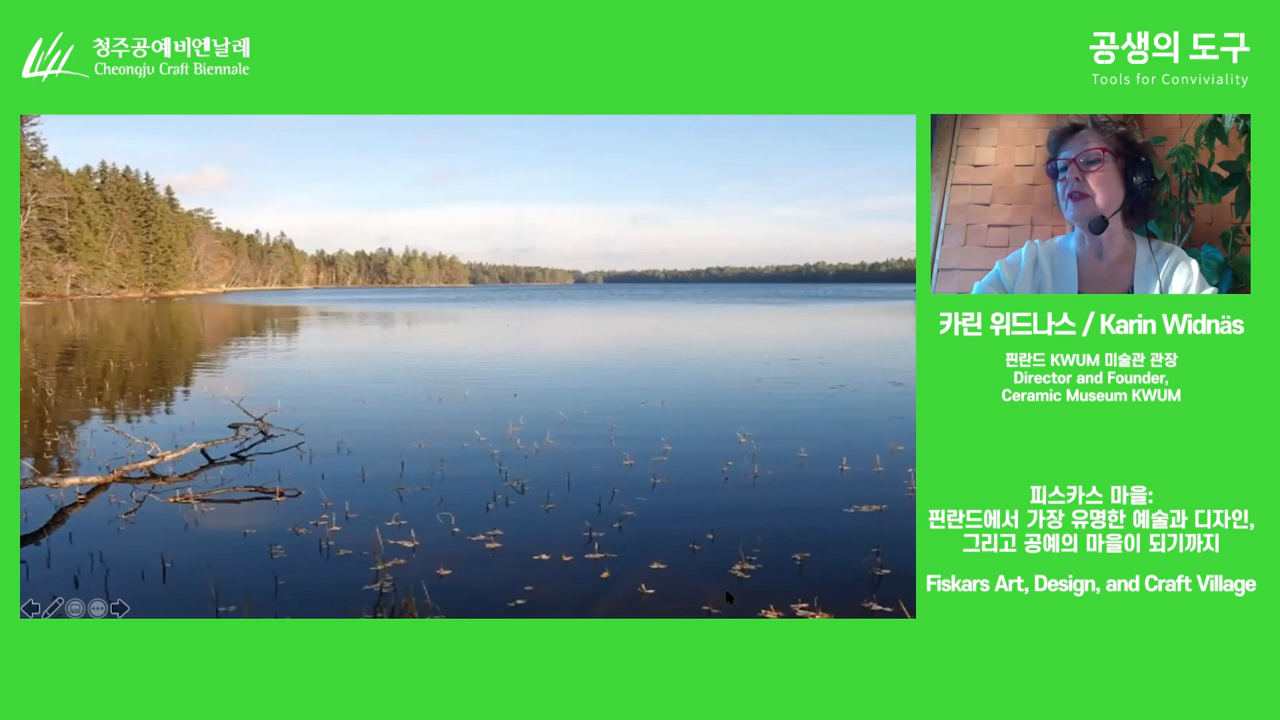 청주공예비엔날레
Cheongju Craft Biennale
공생의 도구
Tools for Conviviality
카린 위드나스 / Karin Widnäs
핀란드 KWUM 미술관 관장
Director and Founder,
Ceramic Museum KWUM
피스카스 마을:
핀란드에서 가장 유명한 예술과 디자인,
그리고 공예의 마을이 되기까지
Fiskars Art, Design, and Craft Village